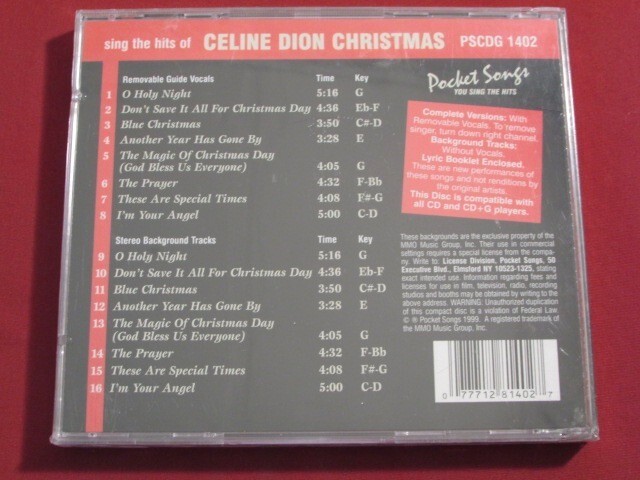 sing the hits of CELINE DION CHRISTMAS PSCDG 1402
Removable Guide Vocals Time Key
1 O Holy Night 5:16 G
2 Don't Save It All For Christmas Day 4:36 Eb-F
3 Blue Christmas 3:50 C#-D
4 Another Year Has Gone By 3:28 E
5 The Magic Of Christmas Day
(God Bless Us Everyone) 4:05 G
6 The Prayer 4:32 F-Bb
7 These Are Special Times 4:08 F#-G
8 I'm Your Angel 5:00 C-D
Stereo Background Tracks Time Key
9 O Holy Night 5:16 G
10 Don't Save It All For Christmas Day 4:36 Eb-F
11 Blue Christmas 3:50 C#-D
12 Another Year Has Gone By 3:28 E
13 The Magic Of Christmas Day
(God Bless Us Everyone) 4:05 G
14 The Prayer 4:32 F-Bb
15 These Are Special Times 4:08 F#-G
16 I'm Your Angel 5:00 C-D
Pocket Songs
YOU SING THE HITS
Complete Versions: With
Removable Vocals. To remove
singer, turn down right channel.
Background Tracks:
Without Vocals.
Lyric Booklet Enclosed.
These are new performances of
these songs and not renditions by
the original artists.
This Disc is compatible with
all CD and CD+G players.
These backgrounds are the exclusive property of the
MMO Music Group, Inc. Their use in commercial
settings requires a special license from the compa-
ny. Write to: License Division, Pocket Songs, 50
Executive Blvd., Elmsford NY 10523-1325, stating
exact intended use. Information regarding fees and
licenses for use in film, television, radio, recording
studios and booths may be obtained by writing to the
above address. WARNING: Unauthorized duplication
of this compact disc is a violation of Federal Law.
© ℗ Pocket Songs 1999. A registered trademark of
the MMO Music Group, Inc.
0 77712 81402 7